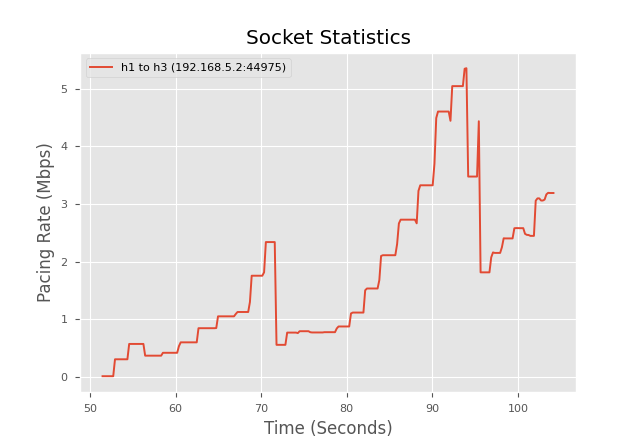 Socket Statistics
h1 to h3 (192.168.5.2:44975)
Pacing Rate (Mbps)
5
4
3
2
1
0
50 60 70 80 90 100
Time (Seconds)